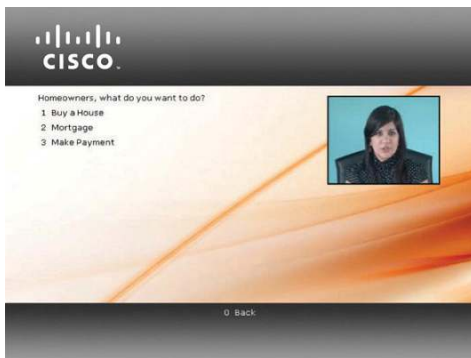 CISCO
Homeowners, what do you want to do?
1 Buy a House
2 Mortgage
3 Make Payment
0 Back